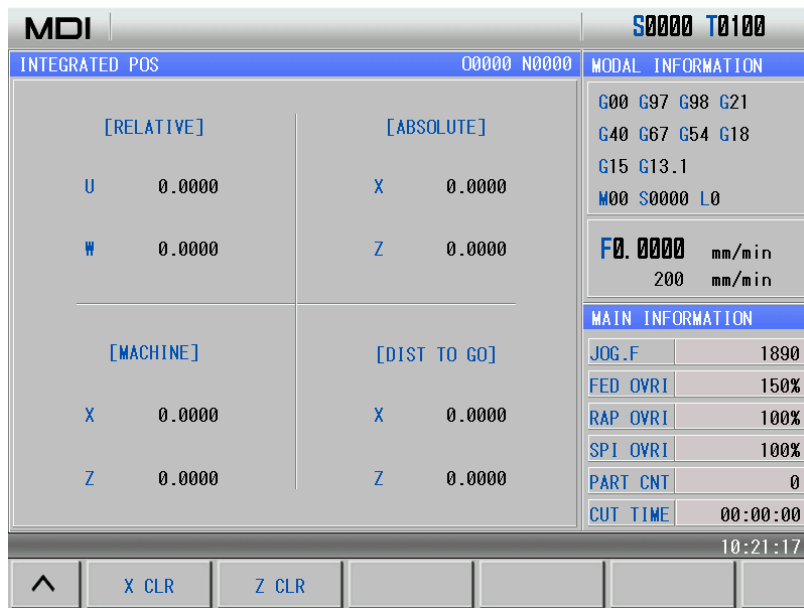 MDI
S0000 T0100
INTEGRATED POS
O0000 N0000
[RELATIVE]
[ABSOLUTE]
U 0.0000
X 0.0000
W 0.0000
Z 0.0000
[MACHINE]
[DIST TO GO]
X 0.0000
X 0.0000
Z 0.0000
Z 0.0000
MODAL INFORMATION
G00 G97 G98 G21
G40 G67 G54 G18
G15 G13.1
M00 S0000 L0
F0.0000 mm/min
200 mm/min
MAIN INFORMATION
JOG.F 1890
FED OVRI 150%
RAP OVRI 100%
SPI OVRI 100%
PART CNT 0
CUT TIME 00:00:00
10:21:17
X CLR
Z CLR